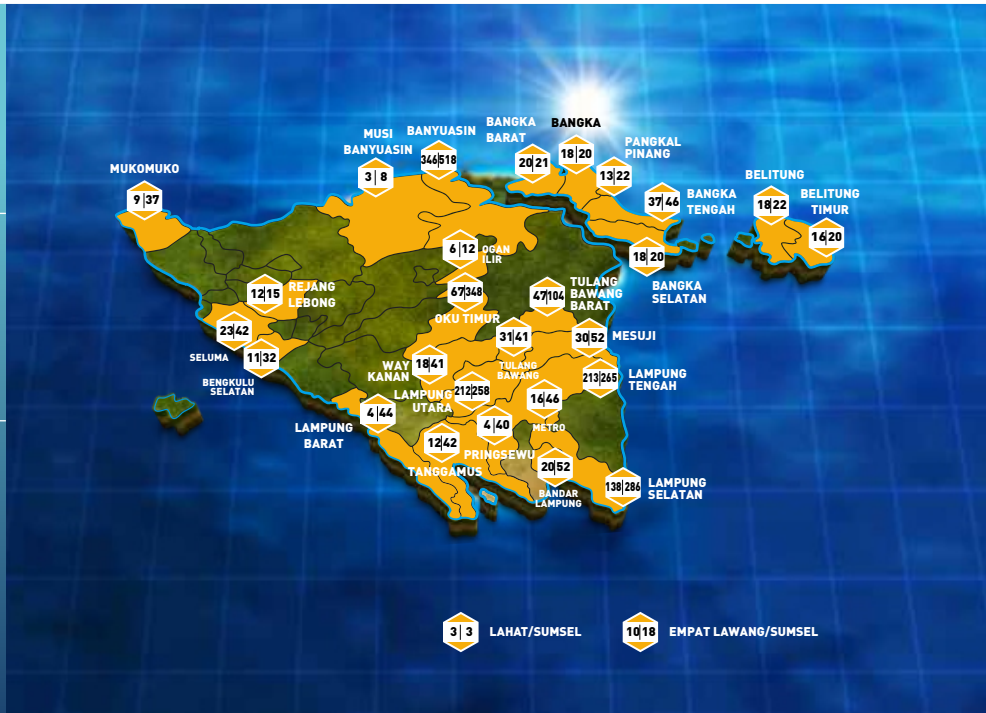 BANGKA
BANGKA
BARAT
MUSI
BANYUASIN
BANYUASIN
PANGKAL
PINANG
346|518
20|21
18|20
MUKOMUKO
3|8
13|22
BELITUNG
9|37
37|46
BANGKA
TENGAH
18|22
BELITUNG
TIMUR
16|20
6|12
OGAN
ILIR
18|20
BANGKA
SELATAN
12|15
REJANG
LEBONG
67|348
OKU TIMUR
47|104
TULANG
BAWANG
BARAT
23|42
SELUMA
31|41
TULANG
BAWANG
30|52
MESUJI
11|32
BENGKULU
SELATAN
WAY
KANAN
18|41
213|265
LAMPUNG
TENGAH
LAMPUNG
UTARA
212|258
16|46
METRO
4|44
LAMPUNG
BARAT
4|40
PRINGSEWU
12|42
TANGGAMUS
20|52
BANDAR
LAMPUNG
138|286
LAMPUNG
SELATAN
3|3 LAHAT/SUMSEL
10|18 EMPAT LAWANG/SUMSEL